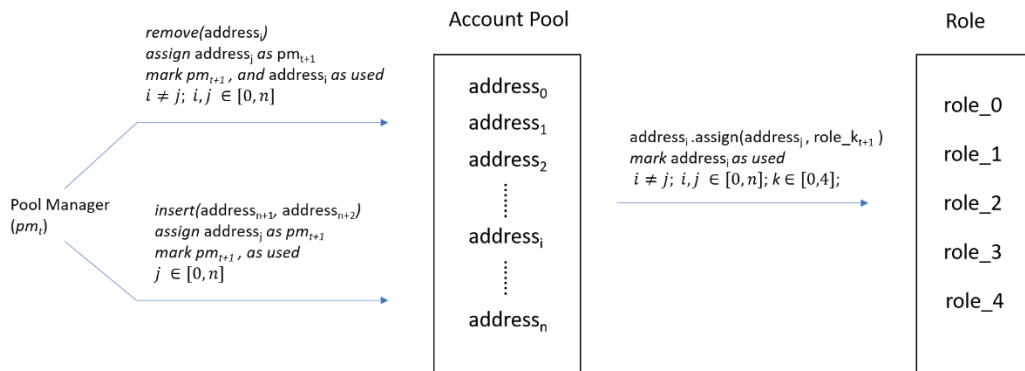 Pool Manager
(pmₜ)
remove(addressᵢ)
assign addressⱼ as pmₜ₊₁
mark pmₜ₊₁ , and addressᵢ as used
i ≠ j; i, j ∈ [0, n]
insert(addressₙ₊₁, addressₙ₊₂)
assign addressⱼ as pmₜ₊₁
mark pmₜ₊₁ , as used
j ∈ [0, n]
Account Pool
address₀
address₁
address₂
addressᵢ
addressₙ
addressᵢ .assign(addressⱼ , role_kₜ₊₁ )
mark addressᵢ as used
i ≠ j; i, j ∈ [0, n]; k ∈ [0,4];
Role
role_0
role_1
role_2
role_3
role_4